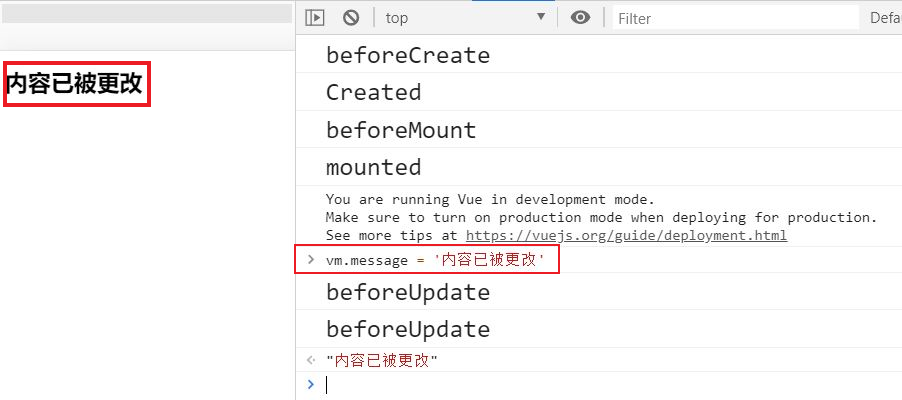 top
Filter
Defa
内容已被更改
beforeCreate
Created
beforeMount
mounted
You are running Vue in development mode.
Make sure to turn on production mode when deploying for production.
See more tips at https://vuejs.org/guide/deployment.html
vm.message = '内容已被更改'
beforeUpdate
beforeUpdate
"内容已被更改"